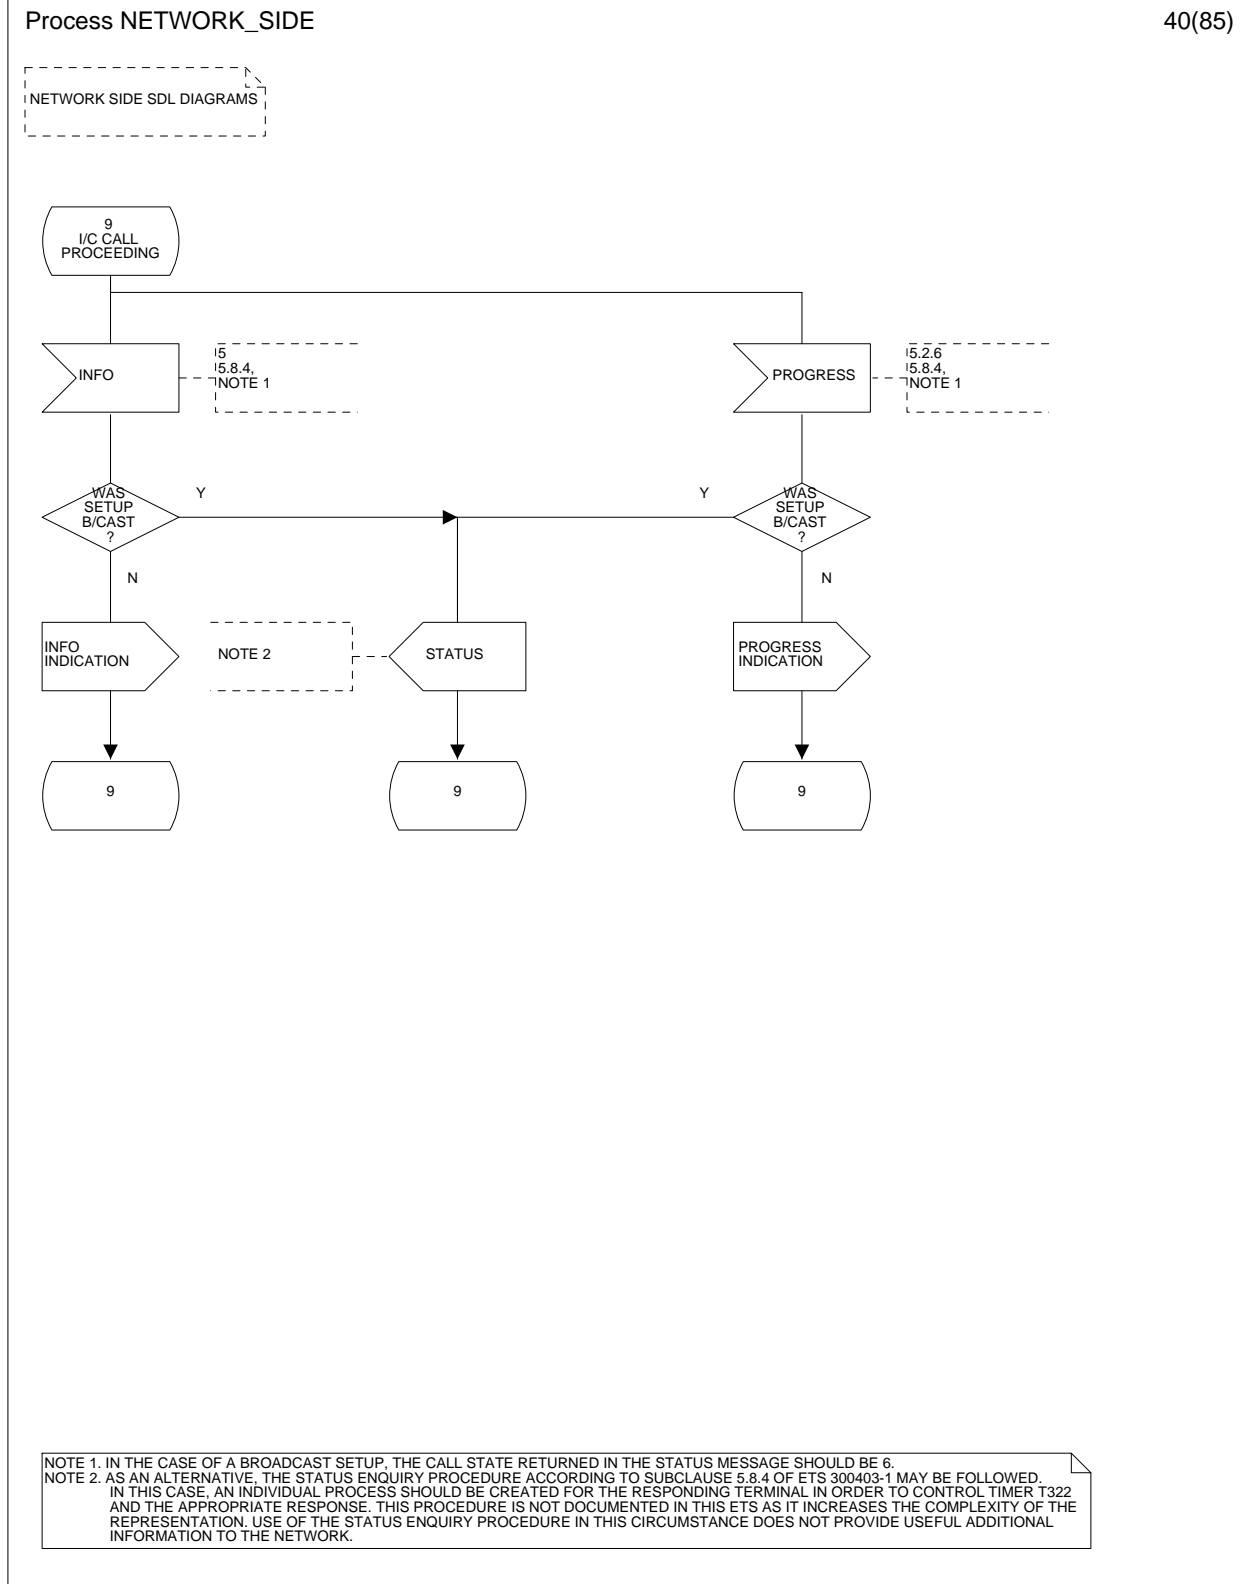 Process NETWORK_SIDE
40(85)
NETWORK SIDE SDL DIAGRAMS
9
I/C CALL
PROCEEDING
INFO
5
5.8.4,
NOTE 1
PROGRESS
5.2.6
5.8.4,
NOTE 1
WAS
SETUP
B/CAST
?
Y
N
Y
WAS
SETUP
B/CAST
?
N
INFO
INDICATION
NOTE 2
STATUS
PROGRESS
INDICATION
9
9
9
NOTE 1. IN THE CASE OF A BROADCAST SETUP, THE CALL STATE RETURNED IN THE STATUS MESSAGE SHOULD BE 6.
NOTE 2. AS AN ALTERNATIVE, THE STATUS ENQUIRY PROCEDURE ACCORDING TO SUBCLAUSE 5.8.4 OF ETS 300403-1 MAY BE FOLLOWED.
IN THIS CASE, AN INDIVIDUAL PROCESS SHOULD BE CREATED FOR THE RESPONDING TERMINAL IN ORDER TO CONTROL TIMER T322
AND THE APPROPRIATE RESPONSE. THIS PROCEDURE IS NOT DOCUMENTED IN THIS ETS AS IT INCREASES THE COMPLEXITY OF THE
REPRESENTATION. USE OF THE STATUS ENQUIRY PROCEDURE IN THIS CIRCUMSTANCE DOES NOT PROVIDE USEFUL ADDITIONAL
INFORMATION TO THE NETWORK.